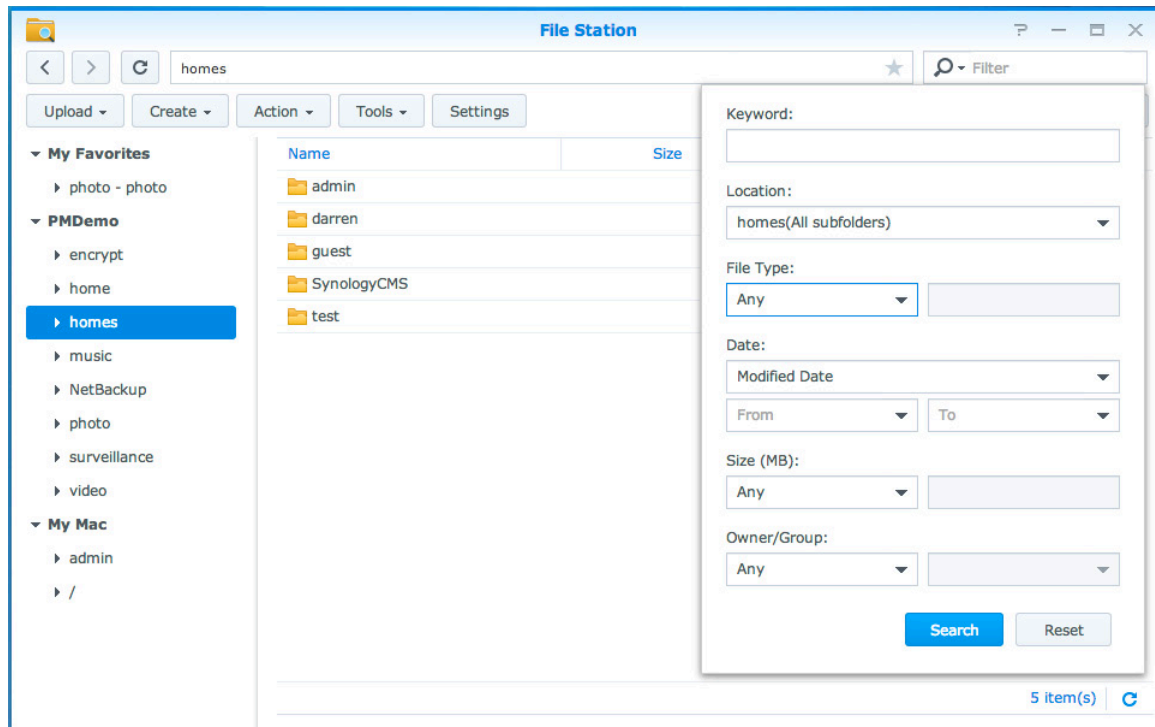 File Station
homes
Filter
Upload Create Action Tools Settings
My Favorites
photo - photo
PMDemo
encrypt
home
homes
music
NetBackup
photo
surveillance
video
My Mac
admin
/
Name Size
admin
darren
guest
SynologyCMS
test
Keyword:
Location:
homes(All subfolders)
File Type:
Any
Date:
Modified Date
From To
Size (MB):
Any
Owner/Group:
Any
Search Reset
5 item(s)